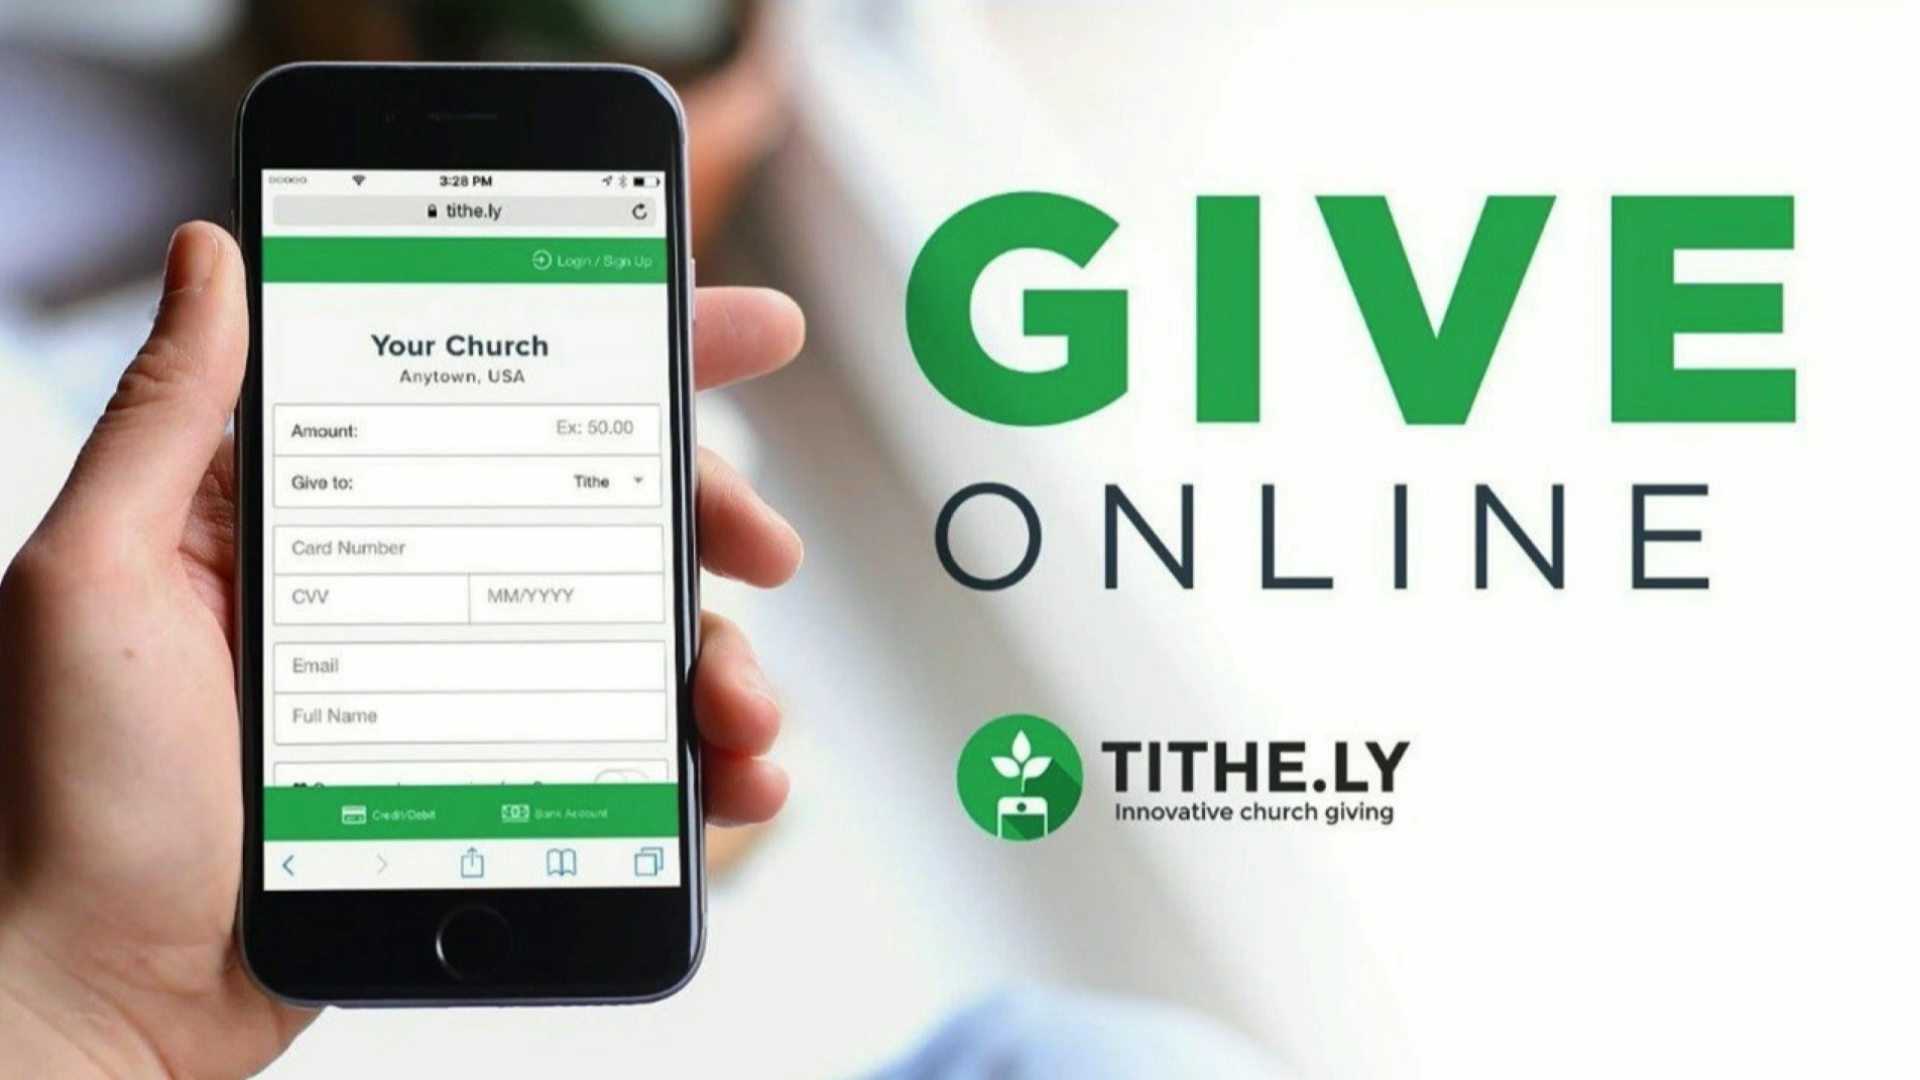 3:28 PM
tithe.ly
Login / Sign Up
Your Church
Anytown, USA
Amount: Ex: 50.00
Give to: Tithe
Card Number
CVV MM/YYYY
Email
Full Name
Credit/Debit Bank Account
GIVE
ONLINE
TITHE.LY
Innovative church giving